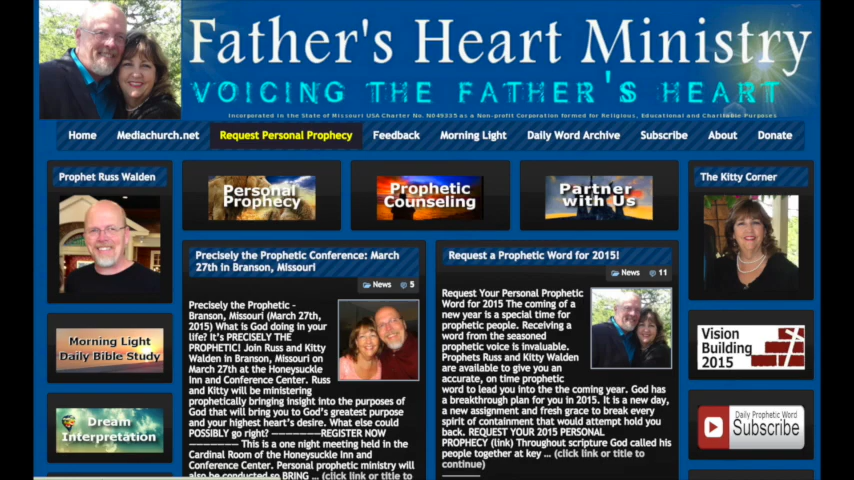 Father's Heart Ministry
VOICING THE FATHER'S HEART
Incorporated in the State of Missouri USA Charter No. N049335 as a Non-profit Corporation formed for Religious, Educational and Charitable Purposes
Home Mediachurch.net Request Personal Prophecy Feedback Morning Light Daily Word Archive Subscribe About Donate
Prophet Russ Walden
Morning Light
Daily Bible Study
Dream
Interpretation
Personal
Prophecy
Prophetic
Counseling
Partner
with Us
Precisely the Prophetic Conference: March
27th in Branson, Missouri
News 5
Precisely the Prophetic –
Branson, Missouri (March 27th,
2015) What is God doing in your
life? It's PRECISELY THE
PROPHETIC! Join Russ and Kitty
Walden in Branson, Missouri on
March 27th at the Honeysuckle
Inn and Conference Center. Russ
and Kitty will be ministering
prophetically bringing insight into the purposes of
God that will bring you to God's greatest purpose
and your highest heart's desire. What else could
POSSIBLY go right? ——————–REGISTER NOW
——————– This is a one night meeting held in the
Cardinal Room of the Honeysuckle Inn and
Conference Center. Personal prophetic ministry will
also be conducted so BRING ... (click link or title to
Request a Prophetic Word for 2015!
News 11
Request Your Personal Prophetic
Word for 2015 The coming of a
new year is a special time for
prophetic people. Receiving a
word from the seasoned
prophetic voice is invaluable.
Prophets Russ and Kitty Walden
are available to give you an
accurate, on time prophetic
word to lead you into the the coming year. God has
a breakthrough plan for you in 2015. It is a new day,
a new assignment and fresh grace to break every
spirit of containment that would attempt hold you
back. REQUEST YOUR 2015 PERSONAL
PROPHECY (link) Throughout scripture God called his
people together at key ... (click link or title to
continue)
The Kitty Corner
Vision
Building
2015
Daily Prophetic Word
Subscribe